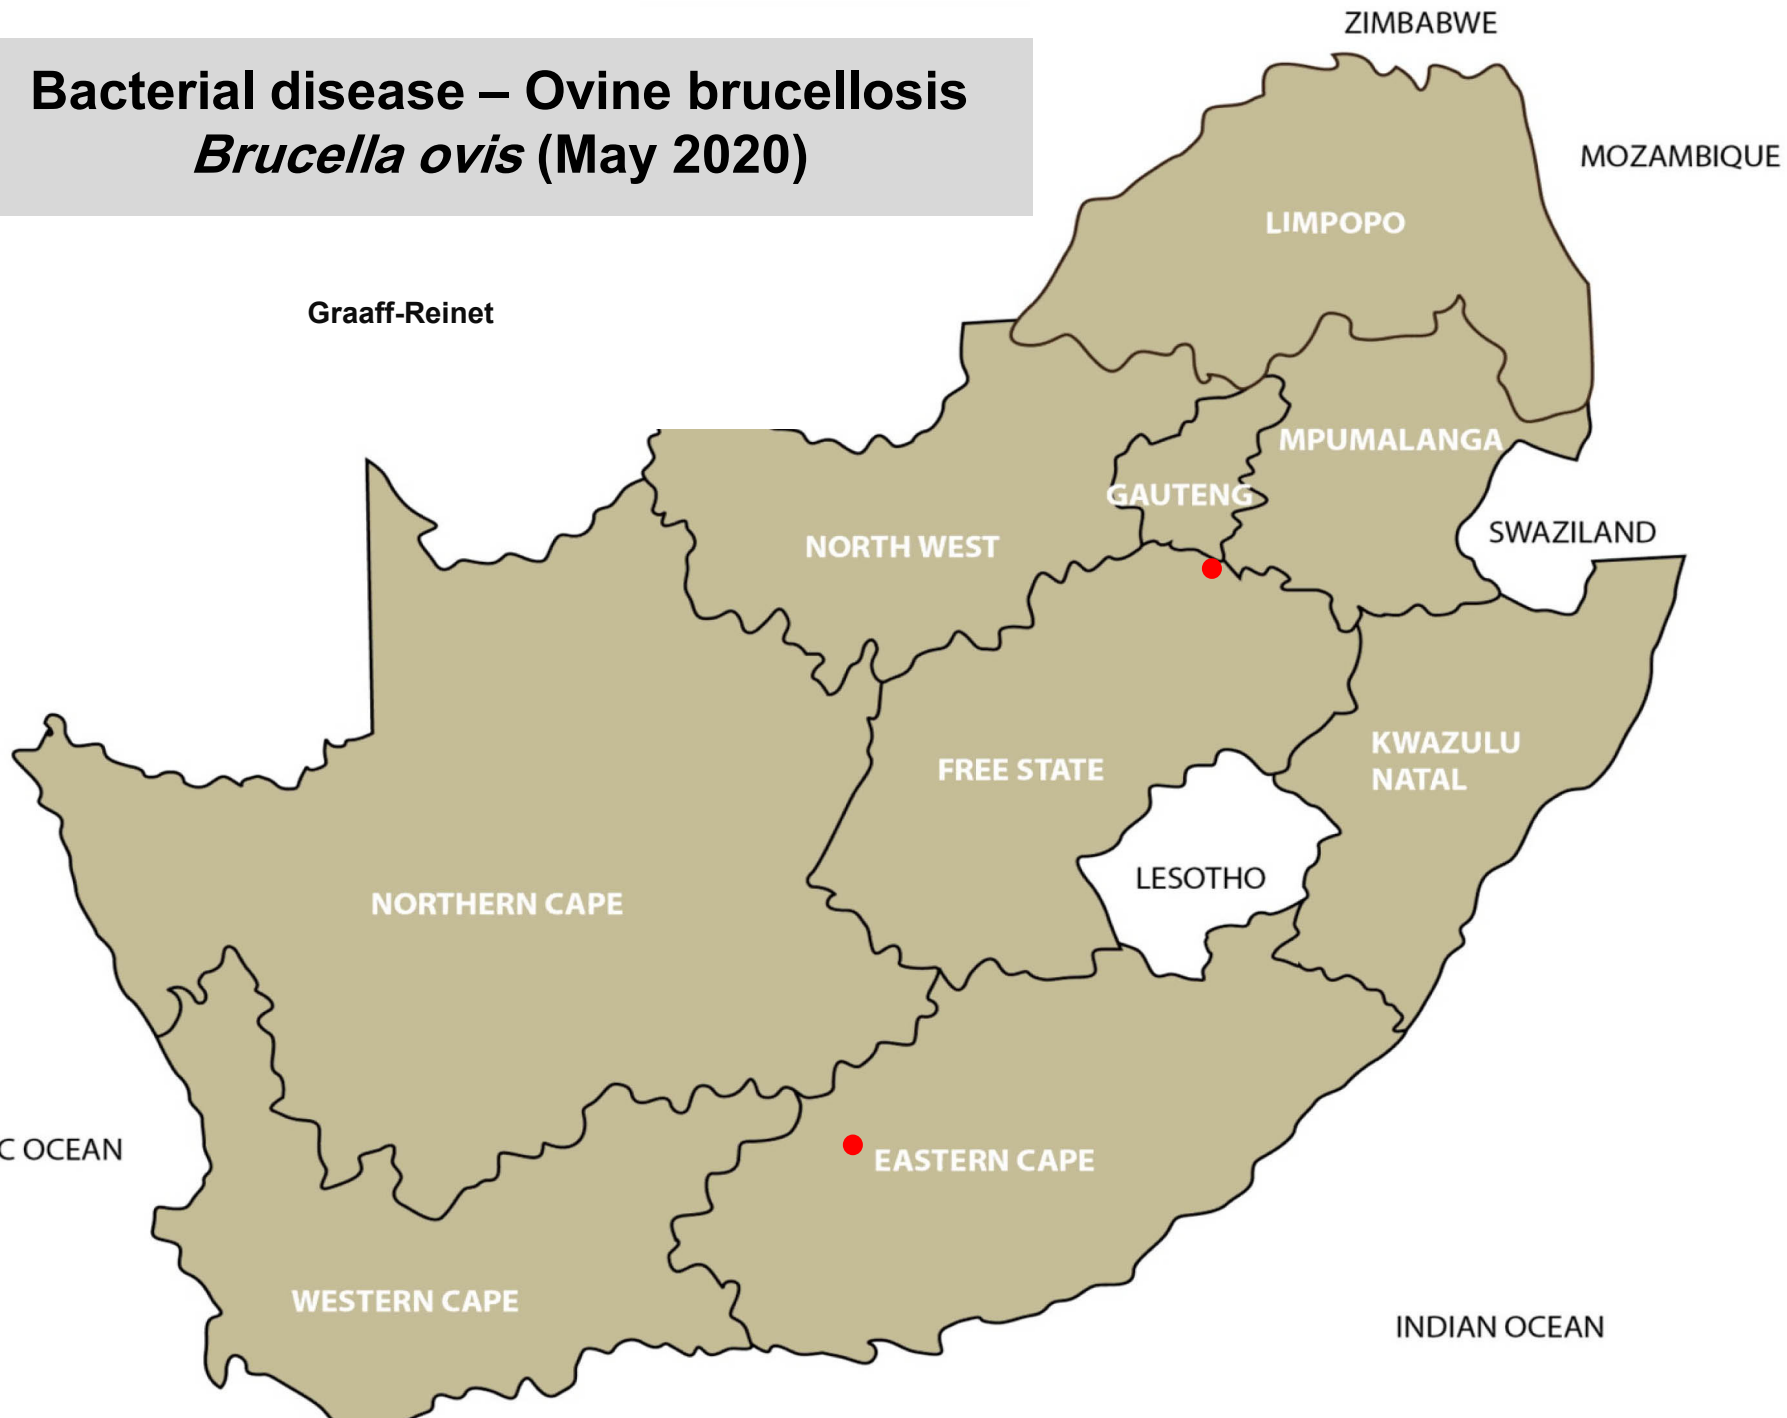 ZIMBABWE
Bacterial disease – Ovine brucellosis
Brucella ovis (May 2020)
MOZAMBIQUE
LIMPOPO
Graaff-Reinet
MPUMALANGA
GAUTENG
SWAZILAND
NORTH WEST
KWAZULU
NATAL
FREE STATE
LESOTHO
NORTHERN CAPE
C OCEAN
EASTERN CAPE
WESTERN CAPE
INDIAN OCEAN